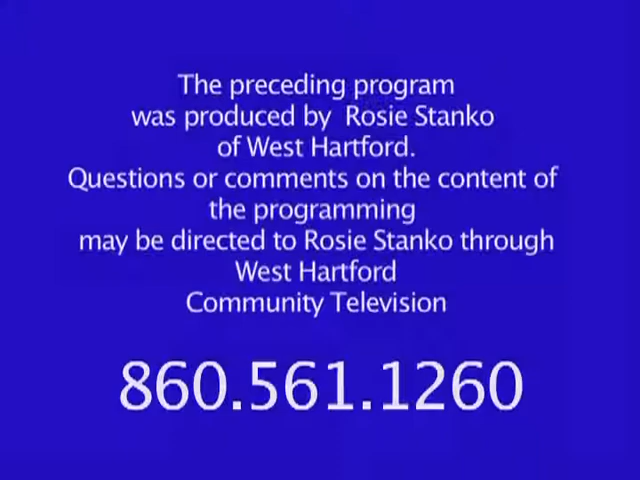 The preceding program
was produced by Rosie Stanko
of West Hartford.
Questions or comments on the content of
the programming
may be directed to Rosie Stanko through
West Hartford
Community Television
860.561.1260